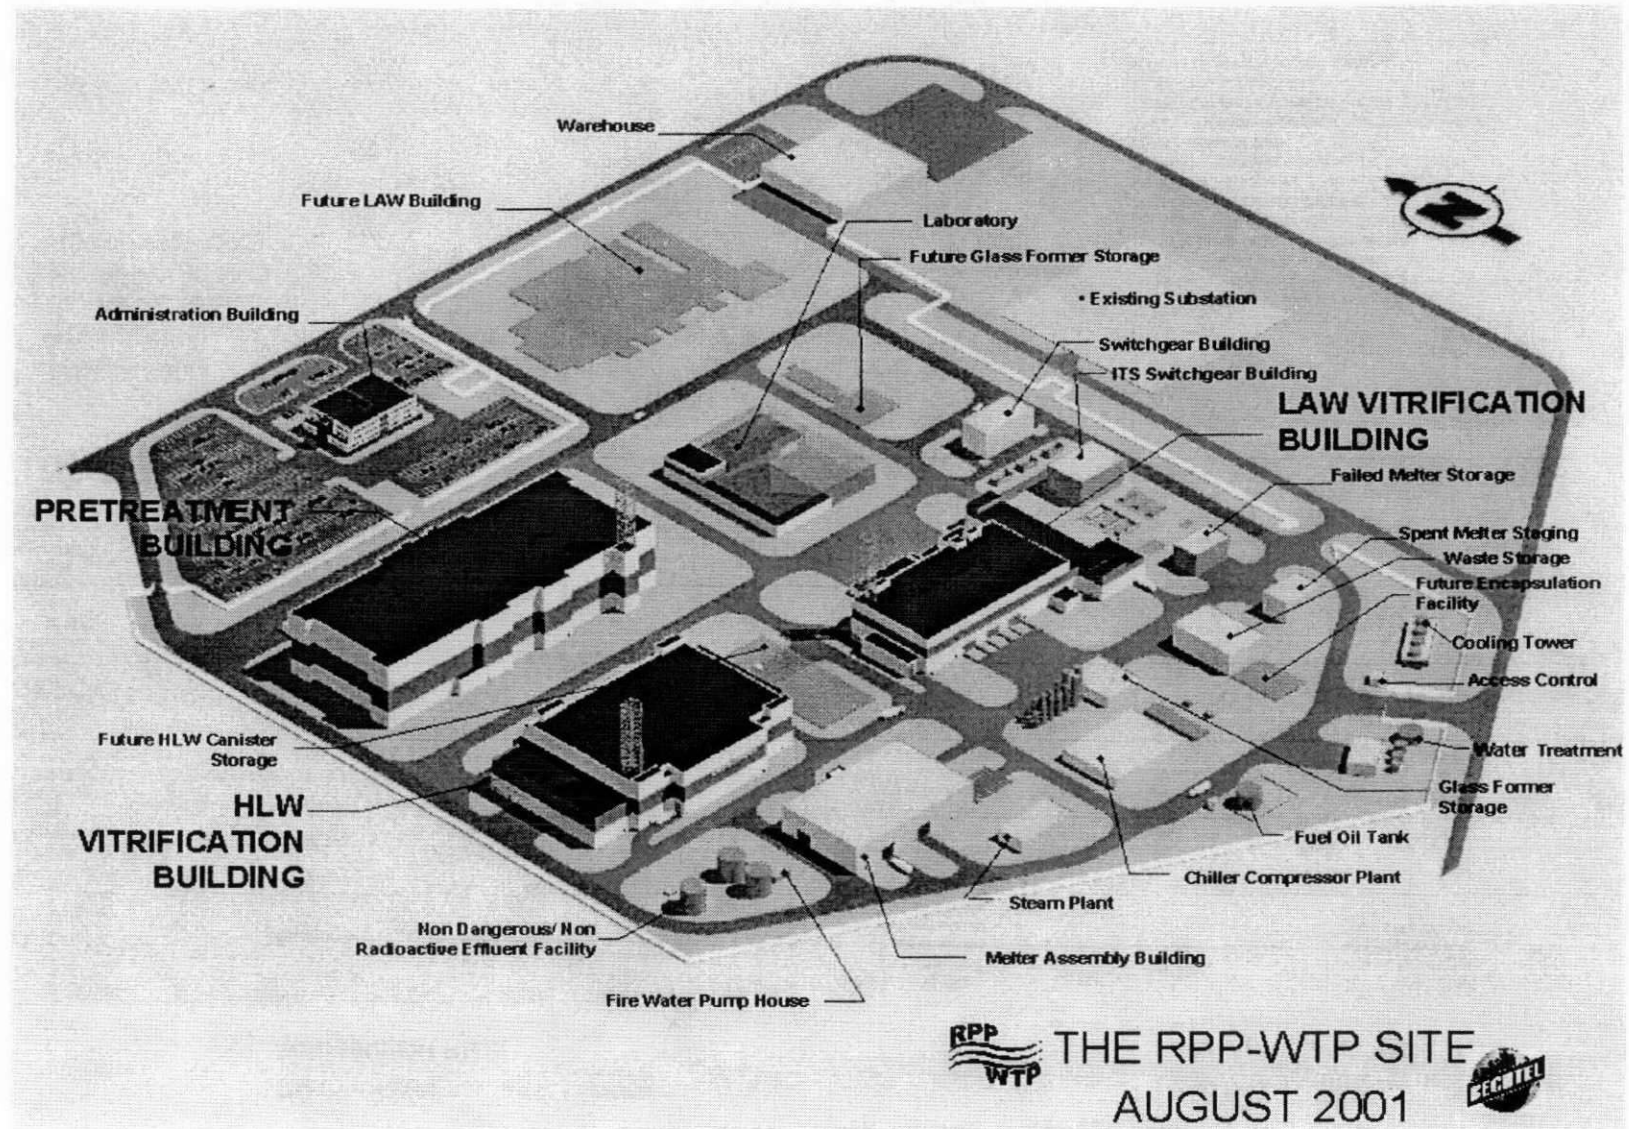 Warehouse
Future LAW Building
Laboratory
Future Glass Former Storage
• Existing Substation
Administration Building
Switchgear Building
ITS Switchgear Building
LAW VITRIFICATION
BUILDING
Failed Melter Storage
PRETREATMENT
BUILDING
Spent Melter Staging
Waste Storage
Future Encapsulation
Facility
Cooling Tower
Access Control
Future HLW Canister
Storage
Water Treatment
Glass Former
Storage
HLW
VITRIFICATION
BUILDING
Fuel Oil Tank
Chiller Compressor Plant
Steam Plant
Non Dangerous/ Non
Radioactive Effluent Facility
Melter Assembly Building
Fire Water Pump House
N
RPP
WTP
THE RPP-WTP SITE
AUGUST 2001
BECHTEL